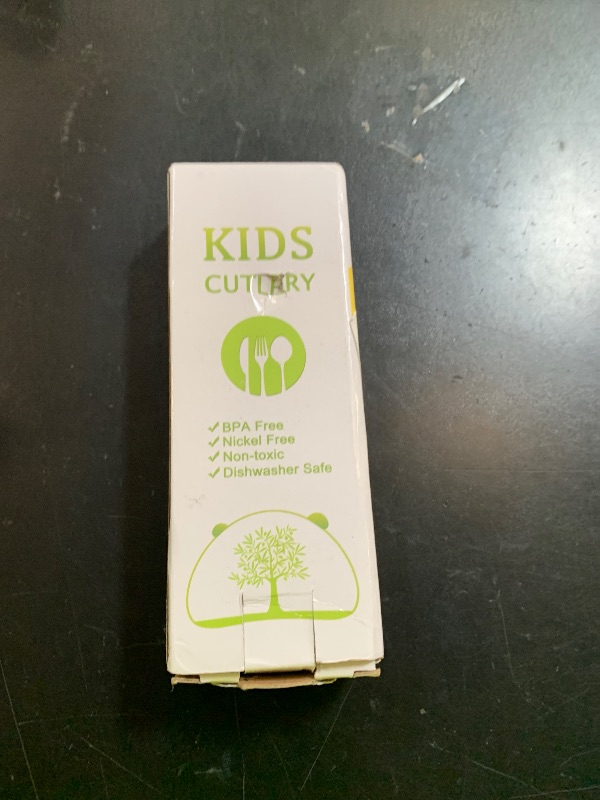 KIDS
CUTLERY
BPA Free
Nickel Free
Non-toxic
Dishwasher Safe